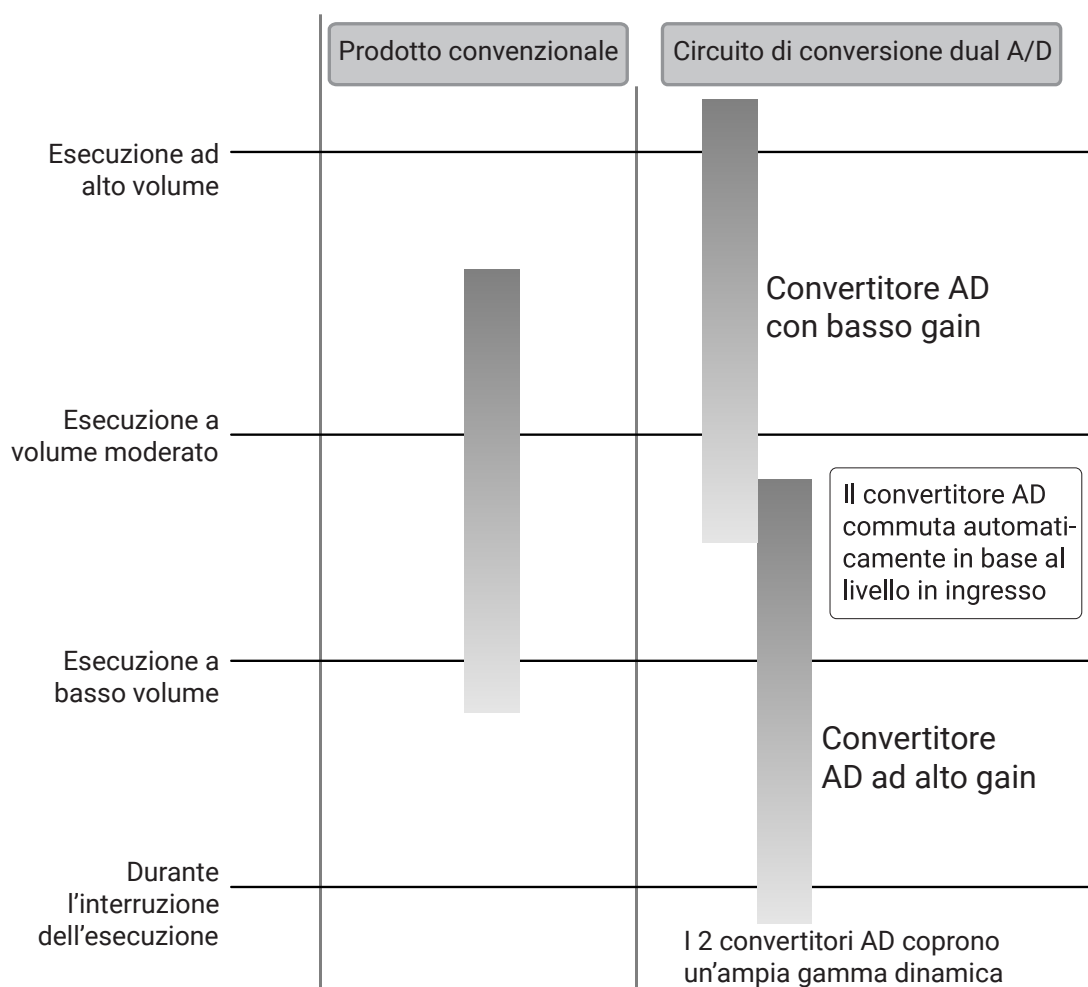 Prodotto convenzionale
Circuito di conversione dual A/D
Esecuzione ad
alto volume
Convertitore AD
con basso gain
Esecuzione a
volume moderato
Il convertitore AD
commuta automati-
camente in base al
livello in ingresso
Esecuzione a
basso volume
Convertitore
AD ad alto gain
Durante
l’interruzione
dell’esecuzione
I 2 convertitori AD coprono
un’ampia gamma dinamica